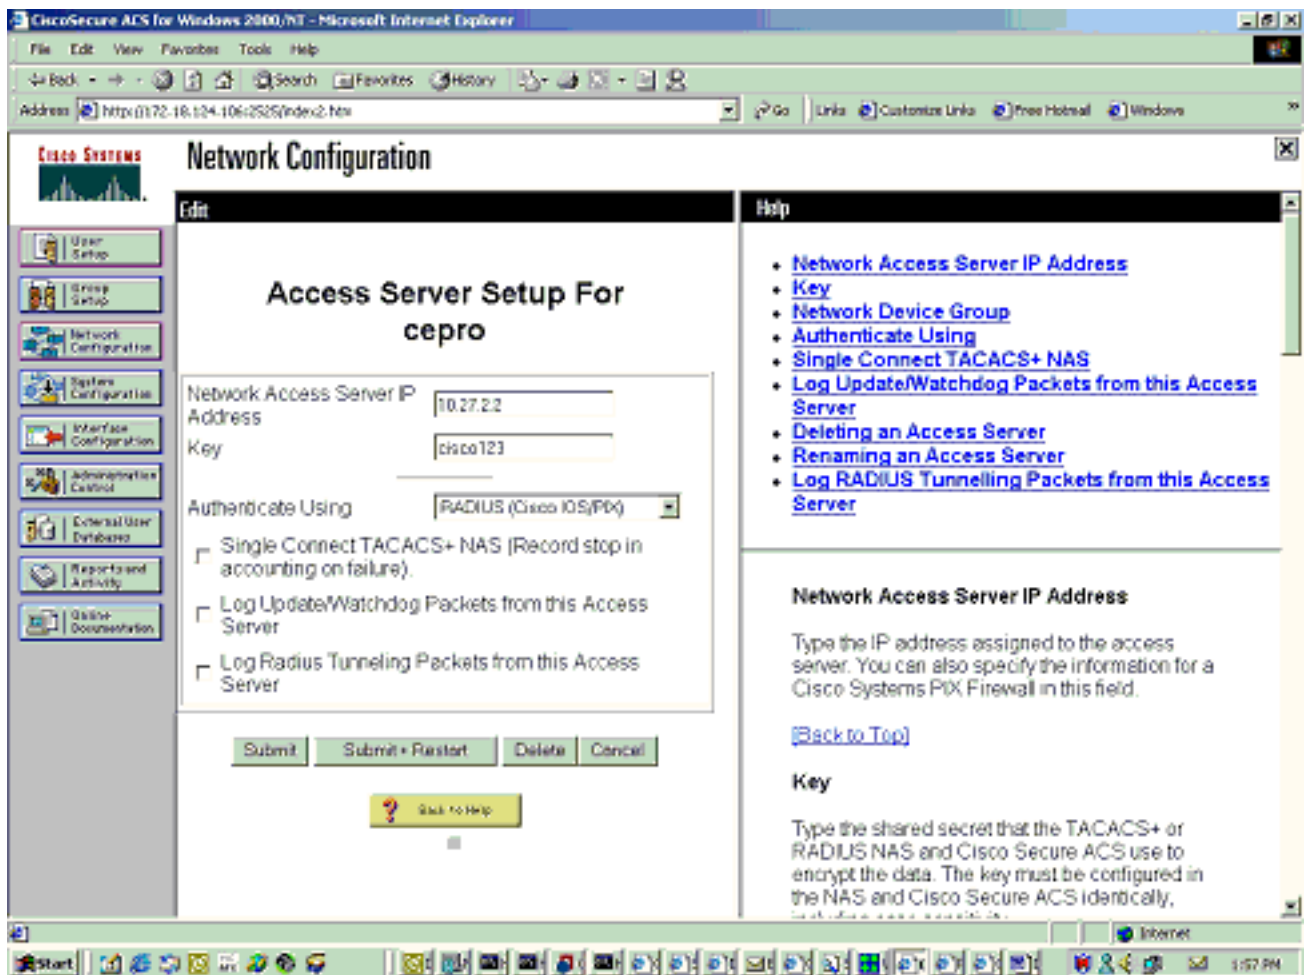 CiscoSecure ACS for Windows 2000/NT - Microsoft Internet Explorer
File Edit View Favorites Tools Help
Back Search Favorites History
Address http://172.18.124.106:2525/index2.htm Go Links Customize Links Free Hotmail Windows
CISCO SYSTEMS
Network Configuration
User Setup
Group Setup
Network Configuration
System Configuration
Interface Configuration
Administration Control
External User Databases
Reports and Activity
Online Documentation
Edit
Access Server Setup For
cepro
Network Access Server IP
Address
10.27.2.2
Key cisco123
Authenticate Using RADIUS (Cisco IOS/PIX)
Single Connect TACACS+ NAS (Record stop in
accounting on failure).
Log Update/Watchdog Packets from this Access
Server
Log Radius Tunneling Packets from this Access
Server
Submit Submit + Restart Delete Cancel
? Back to Help
Help
• Network Access Server IP Address
• Key
• Network Device Group
• Authenticate Using
• Single Connect TACACS+ NAS
• Log Update/Watchdog Packets from this Access
Server
• Deleting an Access Server
• Renaming an Access Server
• Log RADIUS Tunnelling Packets from this Access
Server
Network Access Server IP Address
Type the IP address assigned to the access
server. You can also specify the information for a
Cisco Systems PIX Firewall in this field.
[Back to Top]
Key
Type the shared secret that the TACACS+ or
RADIUS NAS and Cisco Secure ACS use to
encrypt the data. The key must be configured in
the NAS and Cisco Secure ACS identically,
including case sensitivity.
Internet
Start 1:57 PM